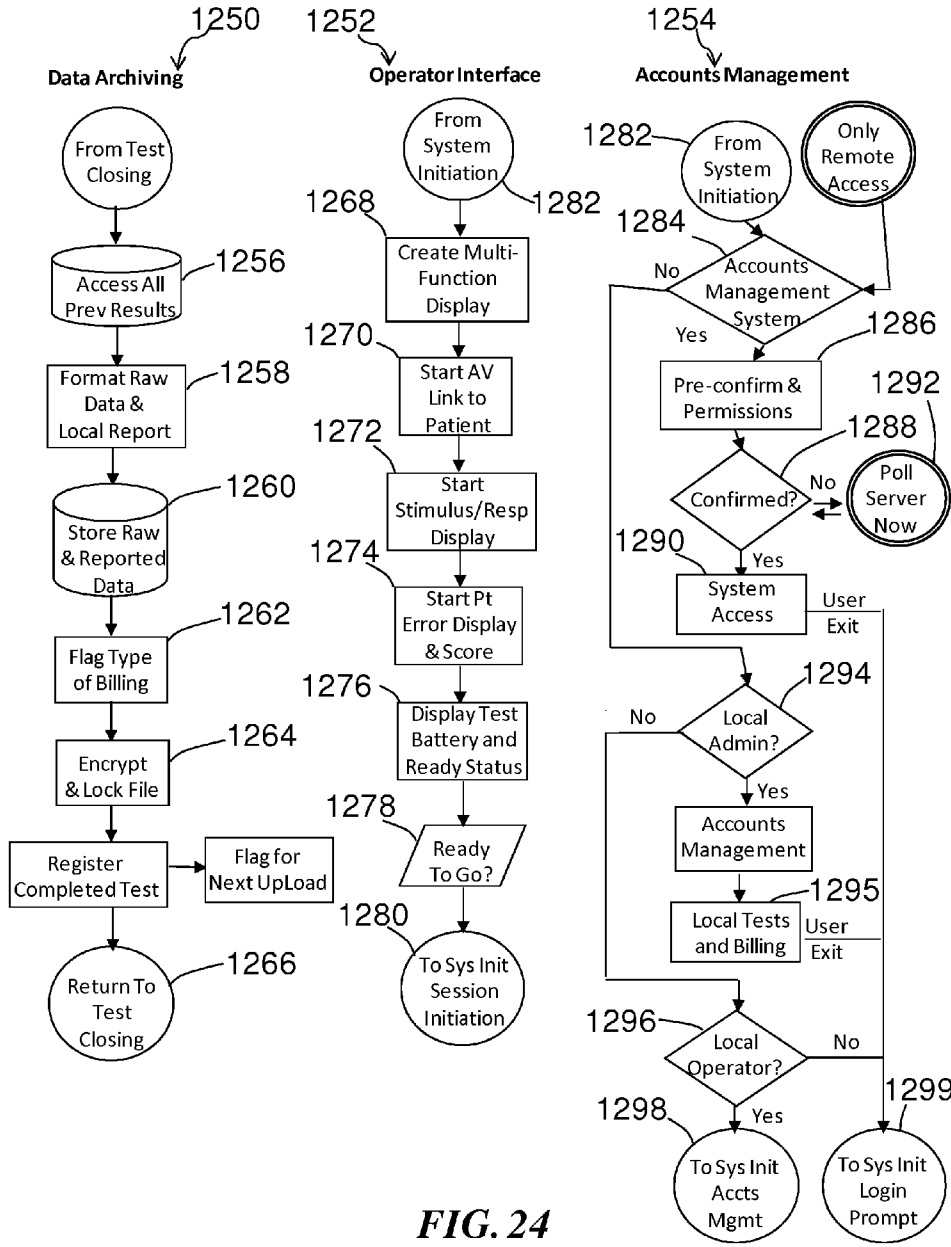 1250
Data Archiving
From Test
Closing
1256
Access All
Prev Results
1258
Format Raw
Data &
Local Report
1260
Store Raw
& Reported
Data
1262
Flag Type
of Billing
1264
Encrypt
& Lock File
Register
Completed Test
Flag for
Next UpLoad
1266
Return To
Test
Closing
1252
Operator Interface
From
System
Initiation
1282
1268
Create Multi-
Function
Display
1270
Start AV
Link to
Patient
1272
Start
Stimulus/Resp
Display
1274
Start Pt
Error Display
& Score
1276
Display Test
Battery and
Ready Status
1278
Ready
To Go?
1280
To Sys Init
Session
Initiation
1254
Accounts Management
1282
From
System
Initiation
Only
Remote
Access
1284
No
Accounts
Management
System
Yes
1286
Pre-confirm &
Permissions
1288
1292
Confirmed?
No
Poll
Server
Now
1290
Yes
System
Access
User
Exit
1294
No
Local
Admin?
Yes
Accounts
Management
1295
Local Tests
and Billing
User
Exit
1296
Local
Operator?
No
1298
Yes
1299
To Sys Init
Accts
Mgmt
To Sys Init
Login
Prompt
FIG. 24